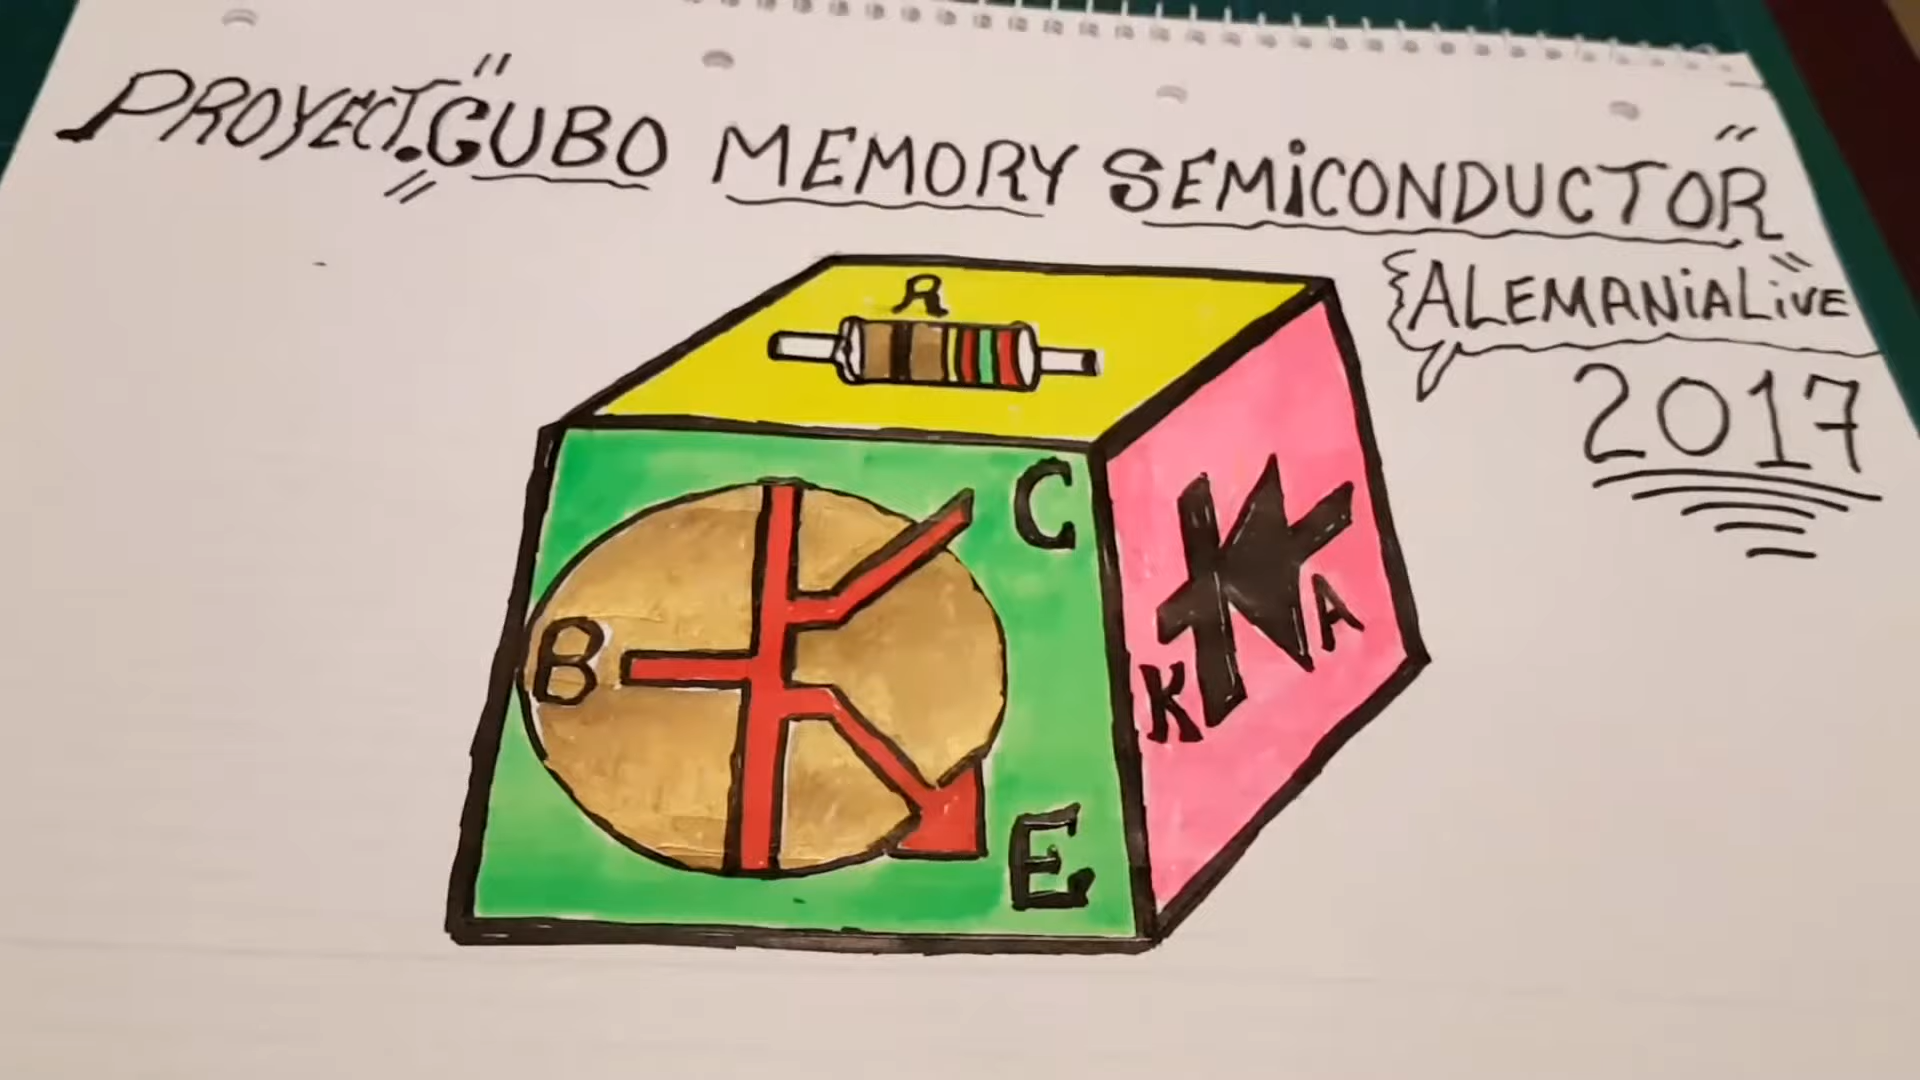 PROYECT. "CUBO MEMORY SEMiCONDUCTOR"
ALEMANiALiVE
2017
R
C
B
E
K
A